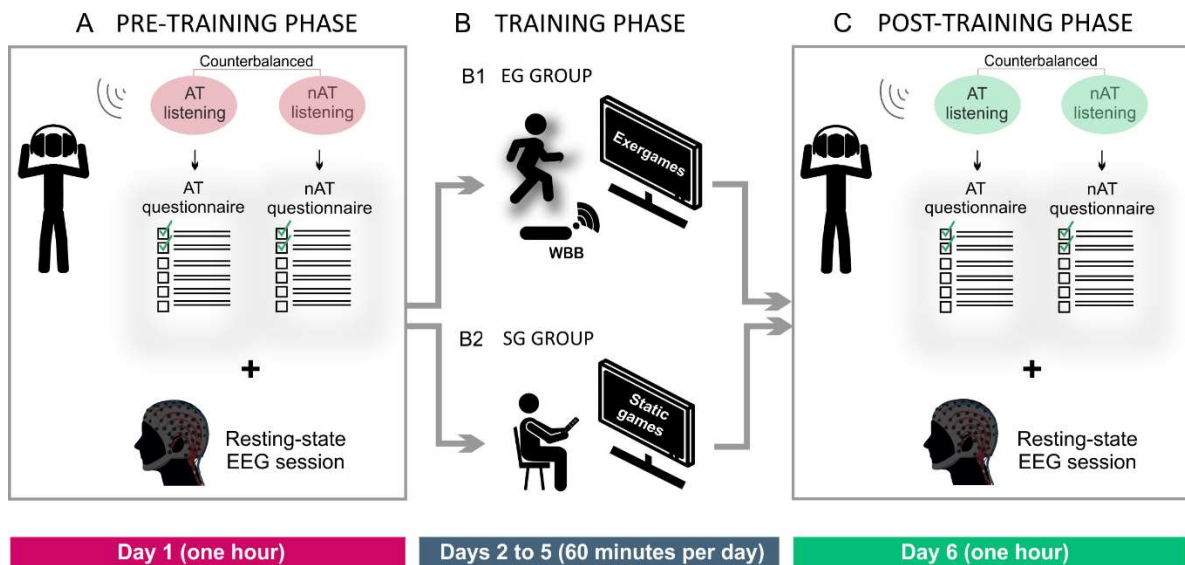 A PRE-TRAINING PHASE
Counterbalanced
AT
listening
nAT
listening
AT
questionnaire
nAT
questionnaire
+
Resting-state
EEG session
Day 1 (one hour)
B TRAINING PHASE
B1 EG GROUP
Exergames
WBB
B2 SG GROUP
Static
games
Days 2 to 5 (60 minutes per day)
C POST-TRAINING PHASE
Counterbalanced
AT
listening
nAT
listening
AT
questionnaire
nAT
questionnaire
+
Resting-state
EEG session
Day 6 (one hour)